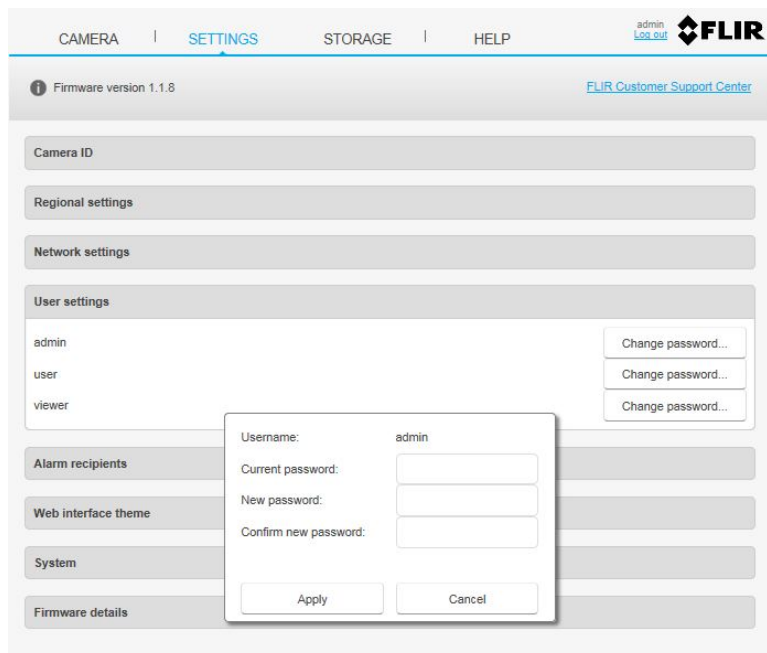 CAMERA | SETTINGS STORAGE | HELP
admin
Log out
FLIR
Firmware version 1.1.8
FLIR Customer Support Center
Camera ID
Regional settings
Network settings
User settings
admin Change password...
user Change password...
viewer Change password...
Username: admin
Current password:
New password:
Confirm new password:
Apply Cancel
Alarm recipients
Web interface theme
System
Firmware details